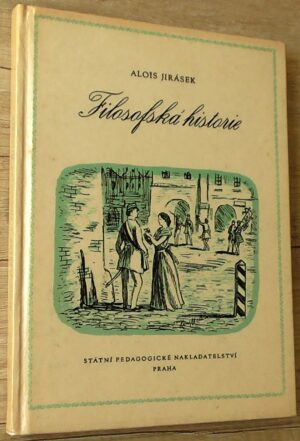 ALOIS JIRÁSEK
Filosofská historie
STÁTNÍ PEDAGOGICKÉ NAKLADATELSTVÍ
PRAHA